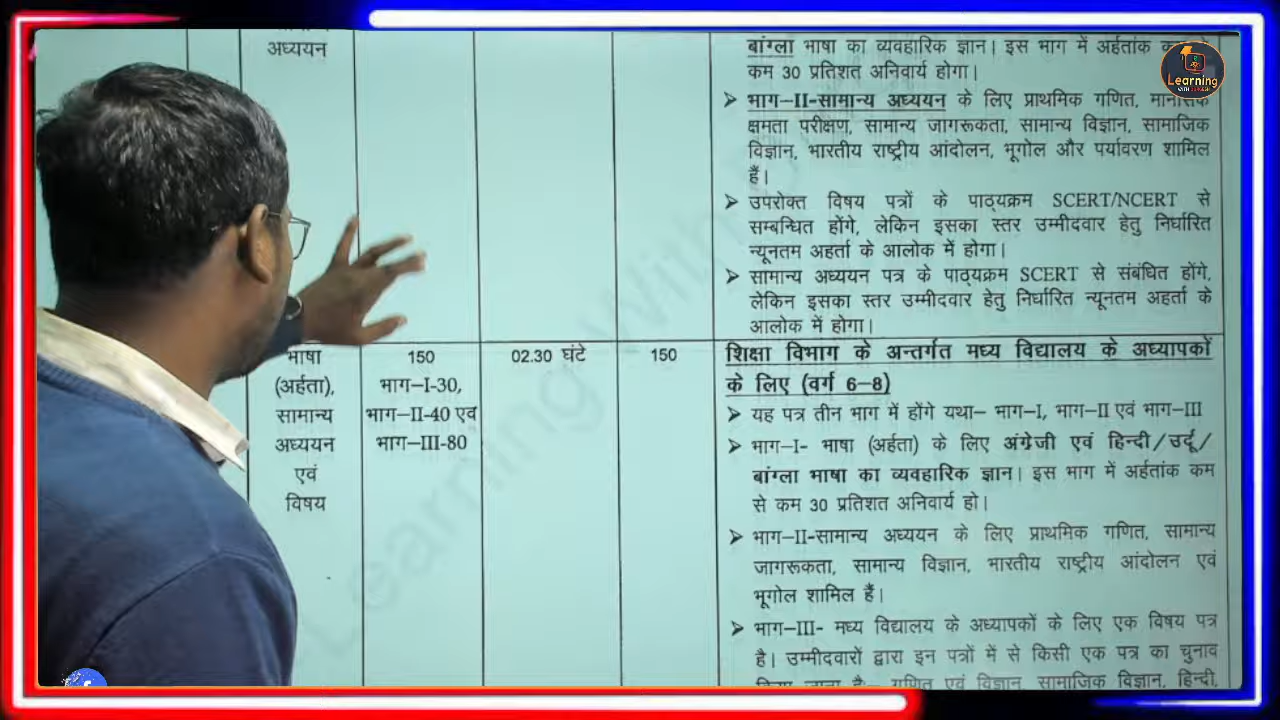 अध्ययन
बांग्ला भाषा का व्यवहारिक ज्ञान। इस भाग में अर्हतांक
कम 30 प्रतिशत अनिवार्य होगा।
➢ भाग–II-सामान्य अध्ययन के लिए प्राथमिक गणित, मानसिक
क्षमता परीक्षण, सामान्य जागरूकता, सामान्य विज्ञान, सामाजिक
विज्ञान, भारतीय राष्ट्रीय आंदोलन, भूगोल और पर्यावरण शामिल
हैं।
➢ उपरोक्त विषय पत्रों के पाठ्यक्रम SCERT/NCERT से
सम्बन्धित होंगे, लेकिन इसका स्तर उम्मीदवार हेतु निर्धारित
न्यूनतम अहर्ता के आलोक में होगा।
➢ सामान्य अध्ययन पत्र के पाठ्यक्रम SCERT से संबंधित होंगे,
लेकिन इसका स्तर उम्मीदवार हेतु निर्धारित न्यूनतम अहर्ता के
आलोक में होगा।
भाषा
(अर्हता),
सामान्य
अध्ययन
एवं
विषय
150
भाग–I-30,
भाग–II-40 एवं
भाग–III-80
02.30 घंटे
150
शिक्षा विभाग के अन्तर्गत मध्य विद्यालय के अध्यापकों
के लिए (वर्ग 6–8)
➢ यह पत्र तीन भाग में होंगे यथा– भाग–I, भाग–II एवं भाग–III
➢ भाग–I- भाषा (अर्हता) के लिए अंग्रेजी एवं हिन्दी/उर्दू/
बांग्ला भाषा का व्यवहारिक ज्ञान। इस भाग में अर्हतांक कम
से कम 30 प्रतिशत अनिवार्य हो।
➢ भाग–II-सामान्य अध्ययन के लिए प्राथमिक गणित, सामान्य
जागरूकता, सामान्य विज्ञान, भारतीय राष्ट्रीय आंदोलन एवं
भूगोल शामिल हैं।
➢ भाग–III- मध्य विद्यालय के अध्यापकों के लिए एक विषय पत्र
है। उम्मीदवारों द्वारा इन पत्रों में से किसी एक पत्र का चुनाव
गणित एवं विज्ञान, सामाजिक विज्ञान, हिन्दी,
Learning
Learning With